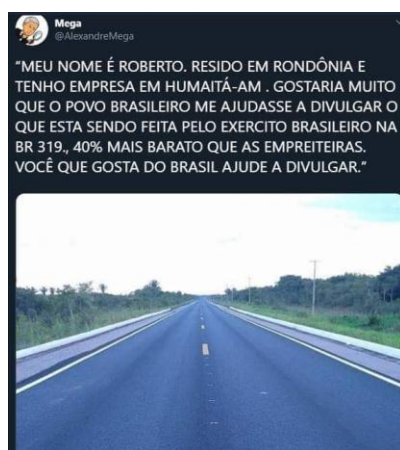 Mega
@AlexandreMega
“MEU NOME É ROBERTO. RESIDO EM RONDÔNIA E
TENHO EMPRESA EM HUMAITÁ-AM . GOSTARIA MUITO
QUE O POVO BRASILEIRO ME AJUDASSE A DIVULGAR O
QUE ESTA SENDO FEITA PELO EXERCITO BRASILEIRO NA
BR 319., 40% MAIS BARATO QUE AS EMPREITEIRAS.
VOCÊ QUE GOSTA DO BRASIL AJUDE A DIVULGAR.”